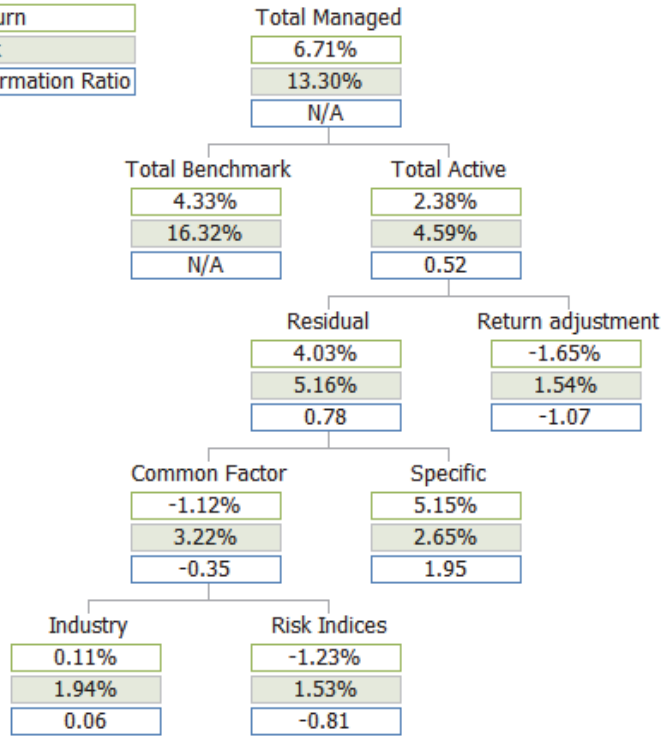 Total Managed
6.71%
13.30%
Ratio
N/A
Total Benchmark Total Active
4.33% 2.38%
16.32% 4.59%
N/A 0.52
Residual Return adjustment
4.03% -1.65%
5.16% 1.54%
0.78 -1.07
Common Factor Specific
-1.12% 5.15%
3.22% 2.65%
-0.35 1.95
Industry Risk Indices
0.11% -1.23%
1.94% 1.53%
0.06 -0.81